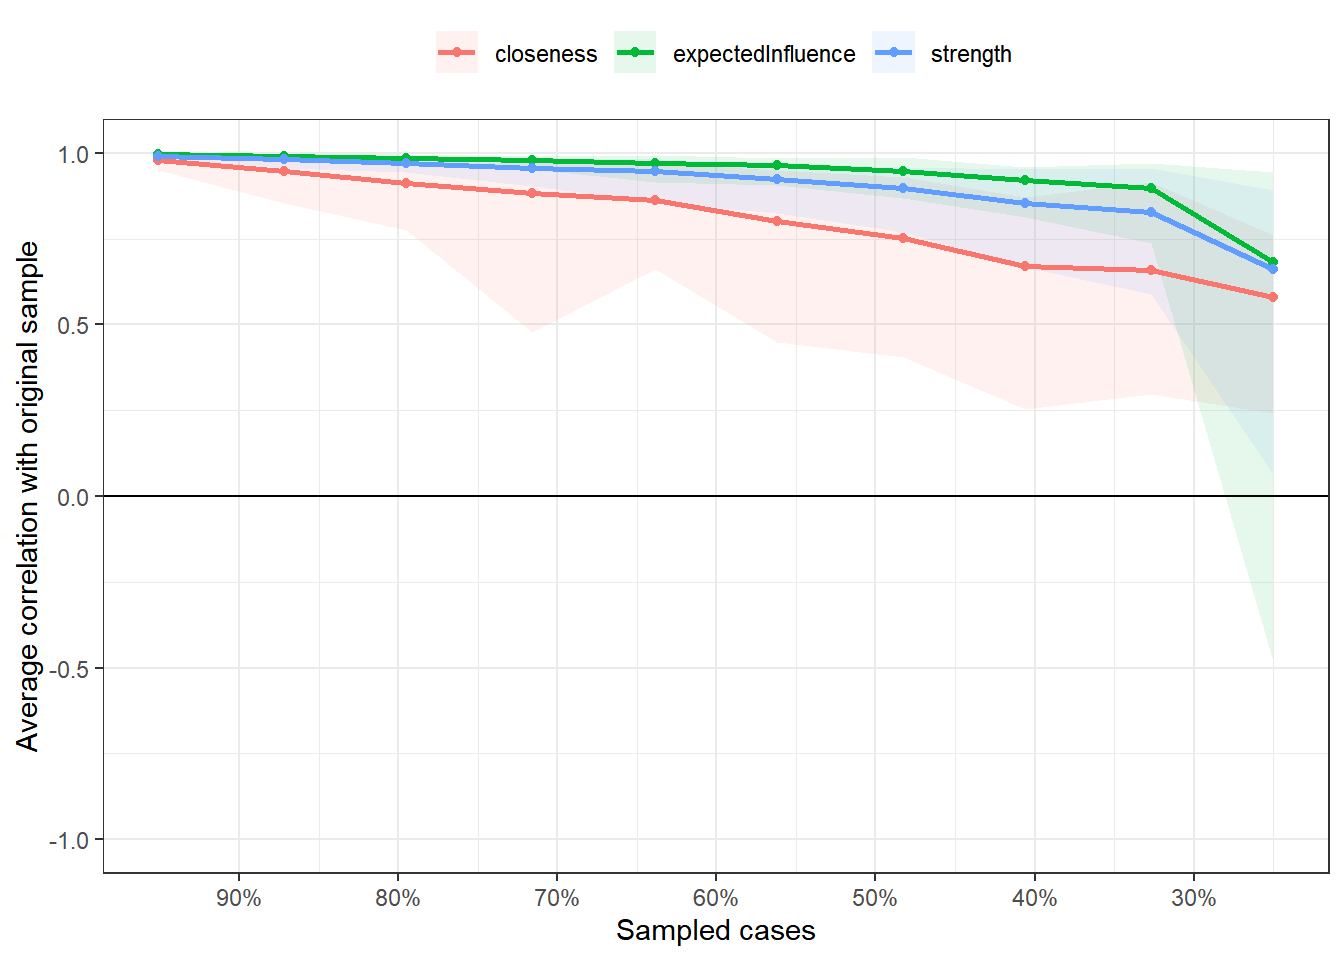 closeness expectedInfluence strength
Average correlation with original sample
1.0
0.5
0.0
-0.5
-1.0
90% 80% 70% 60% 50% 40% 30%
Sampled cases